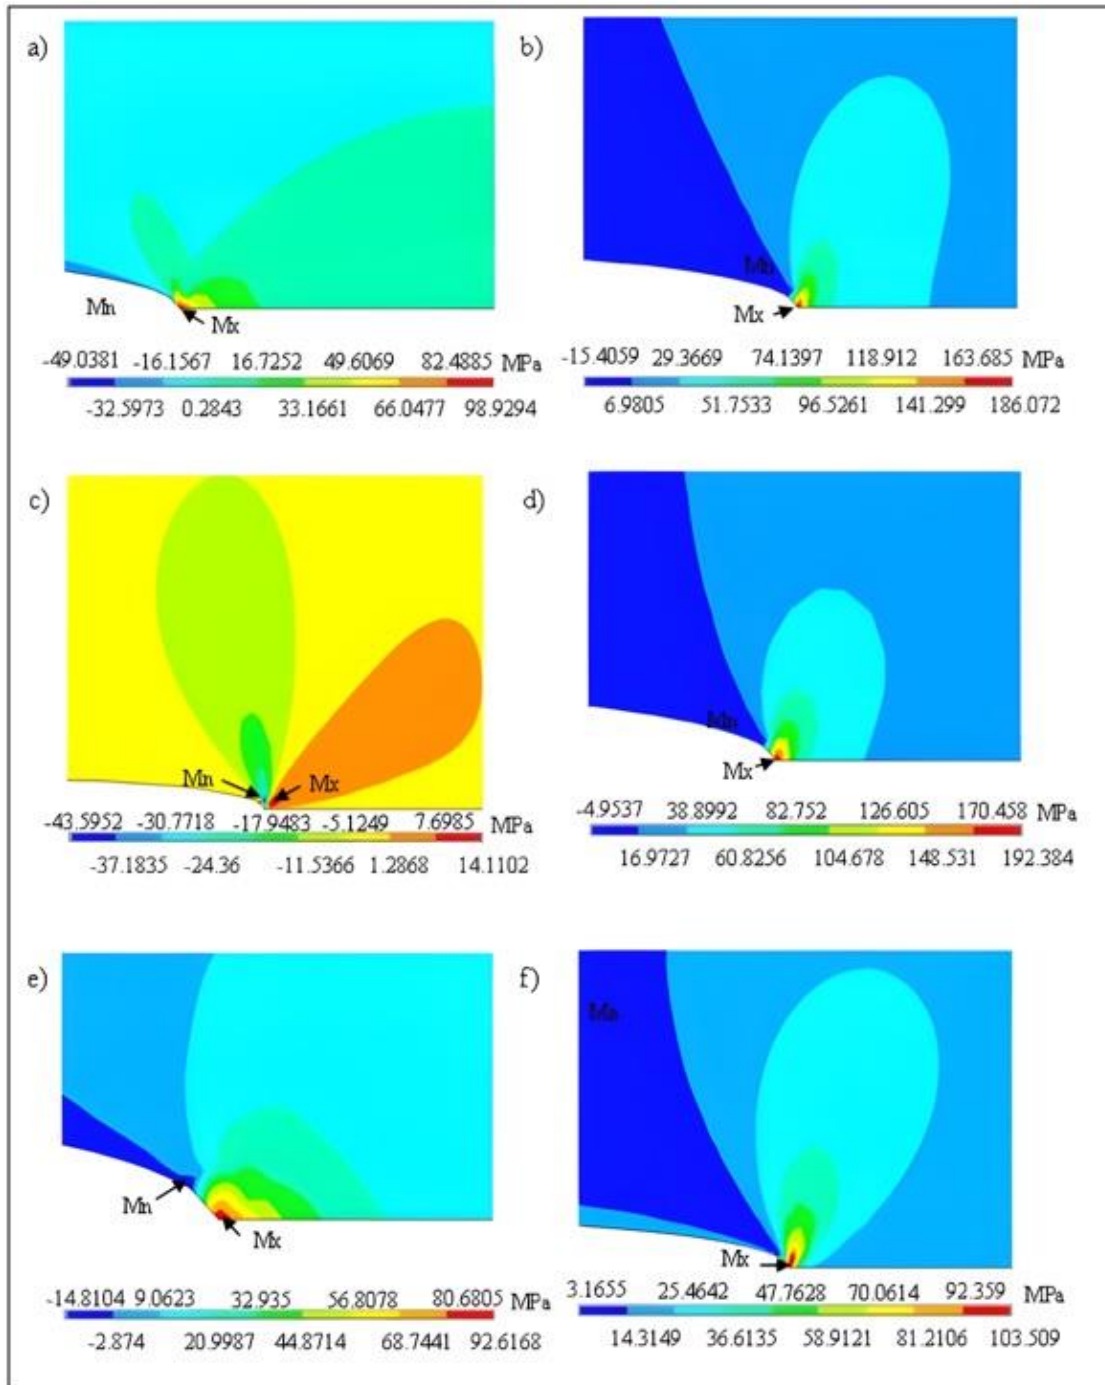 a)
Mn
Mx
-49.0381 -16.1567 16.7252 49.6069 82.4885 MPa
-32.5973 0.2843 33.1661 66.0477 98.9294
b)
Mn
Mx
-15.4059 29.3669 74.1397 118.912 163.685 MPa
6.9805 51.7533 96.5261 141.299 186.072
c)
Mn Mx
-43.5952 -30.7718 -17.9483 -5.1249 7.6985 MPa
-37.1835 -24.36 -11.5366 1.2868 14.1102
d)
Mn
Mx
-4.9537 38.8992 82.752 126.605 170.458 MPa
16.9727 60.8256 104.678 148.531 192.384
e)
Mn
Mx
-14.8104 9.0623 32.935 56.8078 80.6805 MPa
-2.874 20.9987 44.8714 68.7441 92.6168
f)
Mn
Mx
3.1655 25.4642 47.7628 70.0614 92.359 MPa
14.3149 36.6135 58.9121 81.2106 103.509